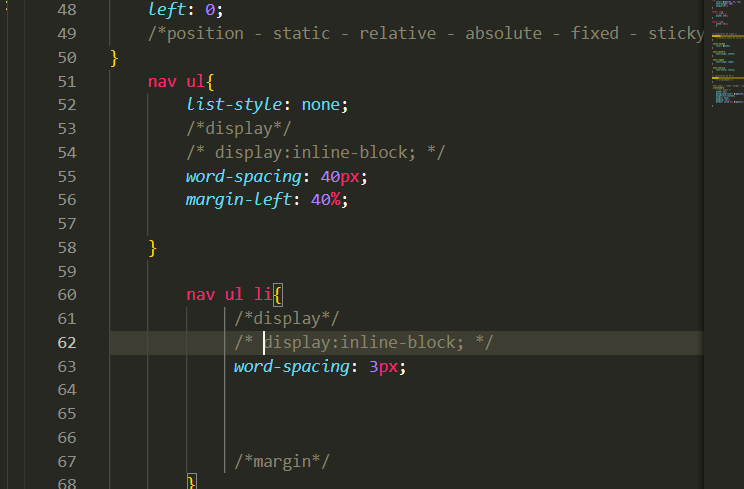 48 left: 0;
49 /*position - static - relative - absolute - fixed - sticky
50 }
51 nav ul{
52 list-style: none;
53 /*display*/
54 /* display:inline-block; */
55 word-spacing: 40px;
56 margin-left: 40%;
57
58 }
59
60 nav ul li{
61 /*display*/
62 /* display:inline-block; */
63 word-spacing: 3px;
64
65
66
67 /*margin*/
68 }